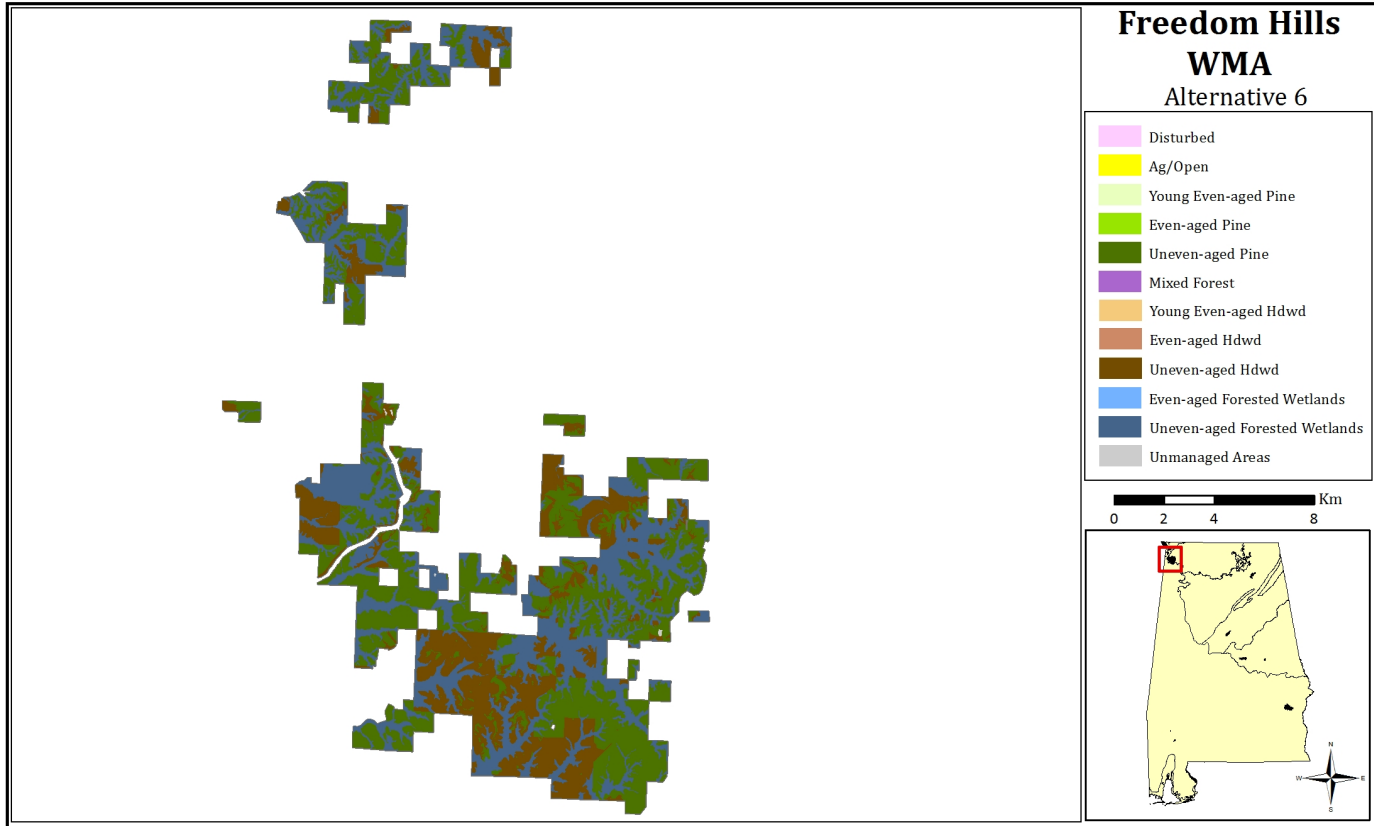 Freedom Hills
WMA
Alternative 6
Disturbed
Ag/Open
Young Even-aged Pine
Even-aged Pine
Uneven-aged Pine
Mixed Forest
Young Even-aged Hdwd
Even-aged Hdwd
Uneven-aged Hdwd
Even-aged Forested Wetlands
Uneven-aged Forested Wetlands
Unmanaged Areas
Km
0 2 4 8
N
W E
S